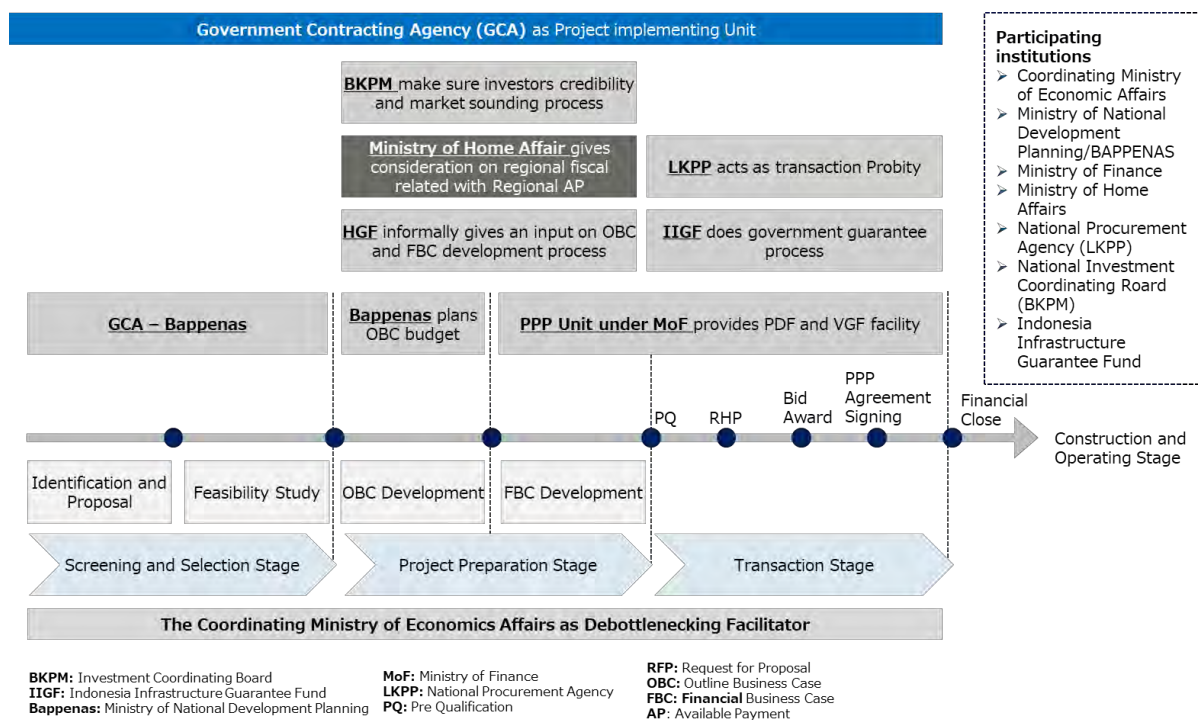 Government Contracting Agency (GCA) as Project implementing Unit
BKPM make sure investors credibility
and market sounding process
Ministry of Home Affair gives
consideration on regional fiscal
related with Regional AP
LKPP acts as transaction Probity
HGF informally gives an input on OBC
and FBC development process
IIGF does government guarantee
process
GCA – Bappenas
Bappenas plans
OBC budget
PPP Unit under MoF provides PDF and VGF facility
Participating
institutions
➢ Coordinating Ministry
of Economic Affairs
➢ Ministry of National
Development
Planning/BAPPENAS
➢ Ministry of Finance
➢ Ministry of Home
Affairs
➢ National Procurement
Agency (LKPP)
➢ National Investment
Coordinating Roard
(BKPM)
➢ Indonesia
Infrastructure
Guarantee Fund
PQ
RHP
Bid
Award
PPP
Agreement
Signing
Financial
Close
Construction and
Operating Stage
Identification and
Proposal
Feasibility Study
OBC Development
FBC Development
Screening and Selection Stage
Project Preparation Stage
Transaction Stage
The Coordinating Ministry of Economics Affairs as Debottlenecking Facilitator
BKPM: Investment Coordinating Board
IIGF: Indonesia Infrastructure Guarantee Fund
Bappenas: Ministry of National Development Planning
MoF: Ministry of Finance
LKPP: National Procurement Agency
PQ: Pre Qualification
RFP: Request for Proposal
OBC: Outline Business Case
FBC: Financial Business Case
AP: Available Payment